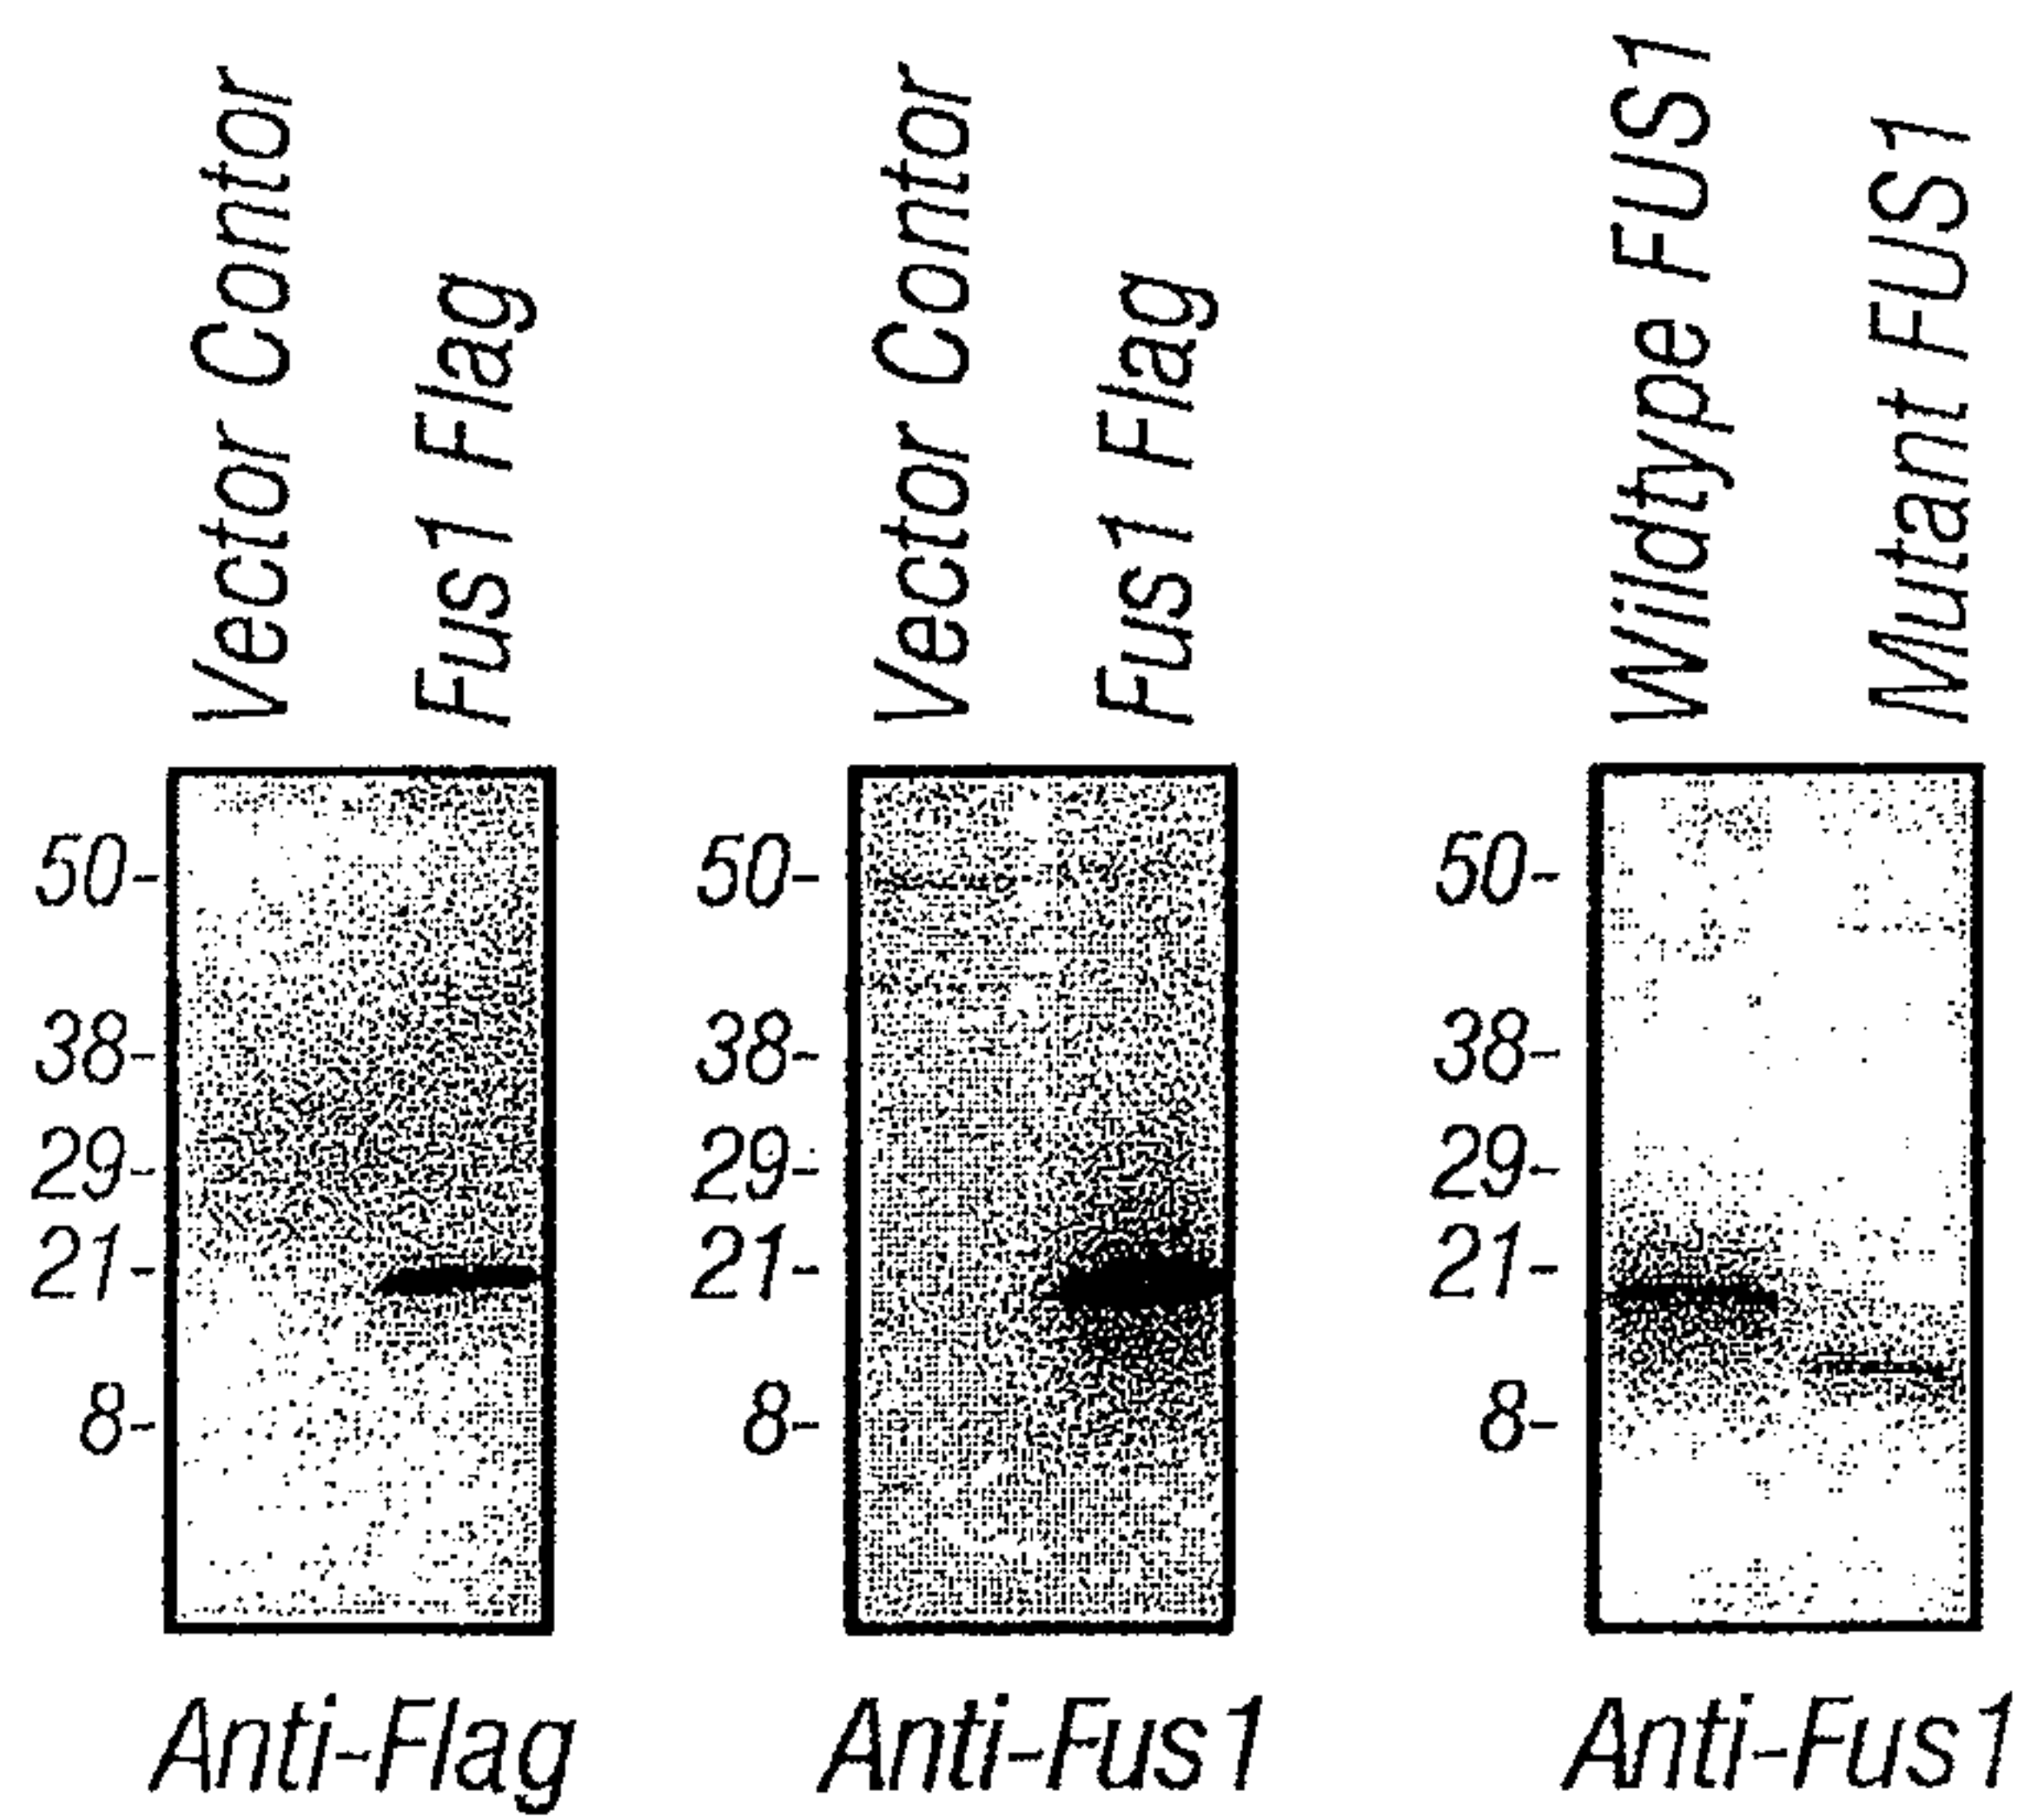 Vector Contor
Fus1 Flag
Vector Contor
Fus1 Flag
Wildtype FUS1
Mutant FUS1
50-
38-
29-
21-
8-
50-
38-
29-
21-
8-
50-
38-
29-
21-
8-
Anti-Flag
Anti-Fus1
Anti-Fus1